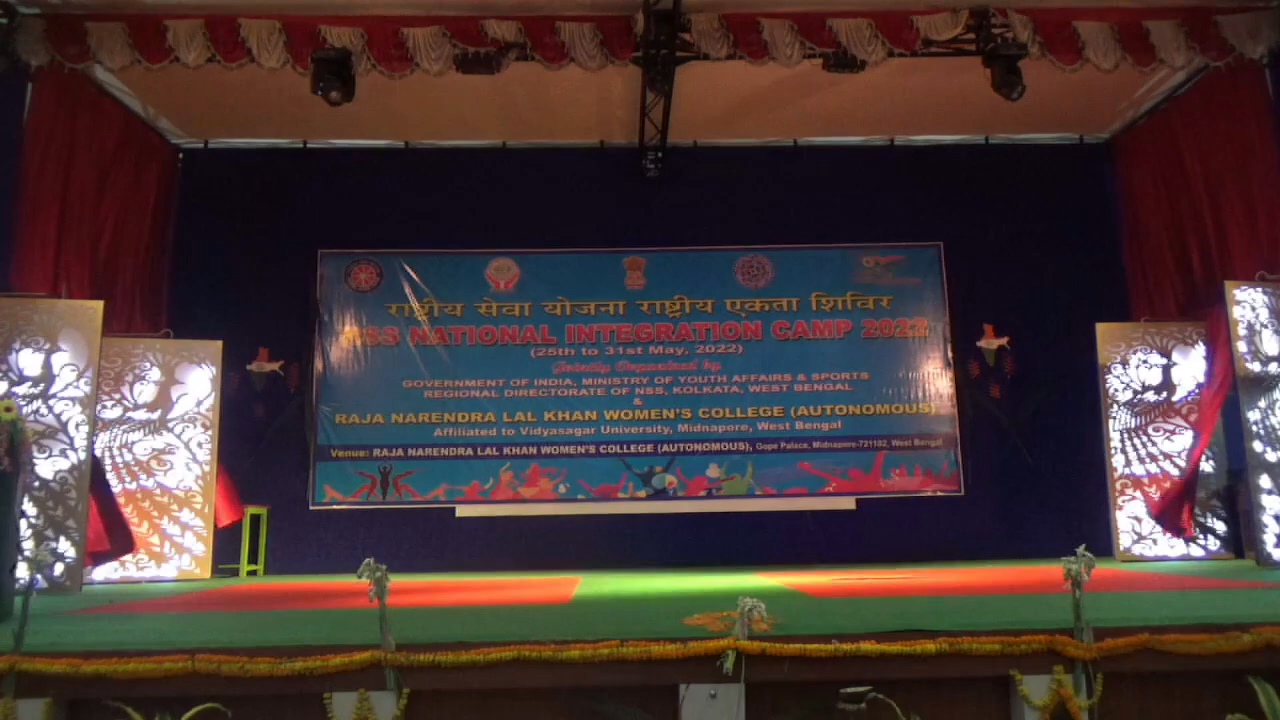 राष्ट्रीय सेवा योजना राष्ट्रीय एकता शिविर
NSS NATIONAL INTEGRATION CAMP 2022
(25th to 31st May, 2022)
Jointly Organized by
GOVERNMENT OF INDIA, MINISTRY OF YOUTH AFFAIRS & SPORTS
REGIONAL DIRECTORATE OF NSS, KOLKATA, WEST BENGAL
&
RAJA NARENDRA LAL KHAN WOMEN'S COLLEGE (AUTONOMOUS)
Affiliated to Vidyasagar University, Midnapore, West Bengal
Venue: RAJA NARENDRA LAL KHAN WOMEN'S COLLEGE (AUTONOMOUS), Gope Palace, Midnapore-721102, West Bengal